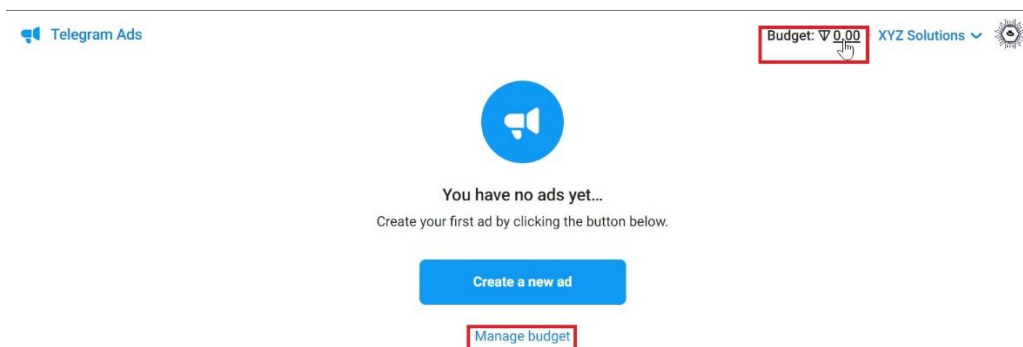 Telegram Ads
Budget: 0.00 XYZ Solutions
You have no ads yet...
Create your first ad by clicking the button below.
Create a new ad
Manage budget